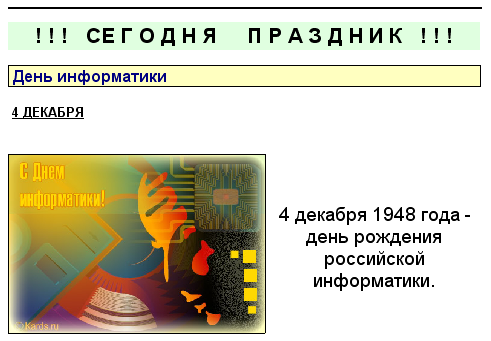 ! ! ! СЕГОДНЯ ПРАЗДНИК ! ! !
День информатики
4 ДЕКАБРЯ
С Днем
информатики!
4 декабря 1948 года -
день рождения
российской
информатики.